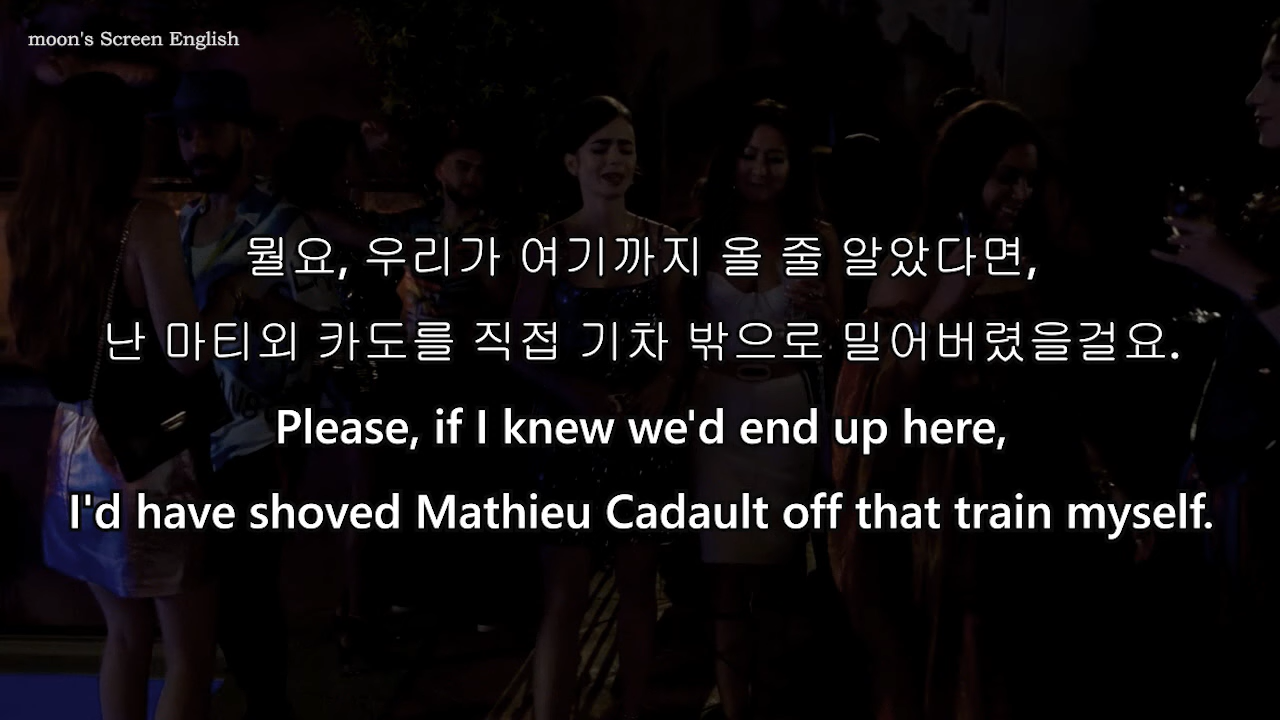 moon's Screen English
뭘요, 우리가 여기까지 올 줄 알았다면,
난 마티외 카도를 직접 기차 밖으로 밀어버렸을걸요.
Please, if I knew we'd end up here,
I'd have shoved Mathieu Cadault off that train myself.